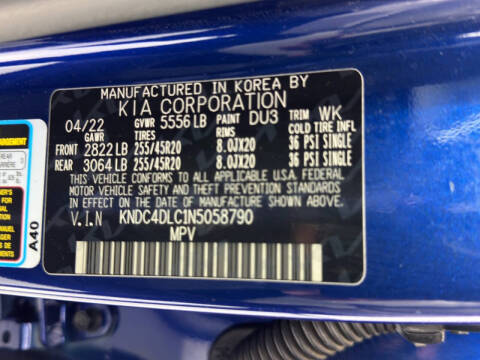 MANUFACTURED IN KOREA BY
KIA CORPORATION
04/22 GVWR 5556 LB PAINT DU3 TRIM WK
GAWR TIRES RIMS COLD TIRE INFL
FRONT 2822 LB 255/45R20 8.0JX20 36 PSI SINGLE
REAR 3064 LB 255/45R20 8.0JX20 36 PSI SINGLE
THIS VEHICLE CONFORMS TO ALL APPLICABLE U.S.A. FEDERAL
MOTOR VEHICLE SAFETY, BUMPER, AND THEFT PREVENTION
STANDARDS IN EFFECT ON THE DATE OF MANUFACTURE SHOWN ABOVE.
V.I.N KNDC4DLC1N5058790
MPV
REAR
A40